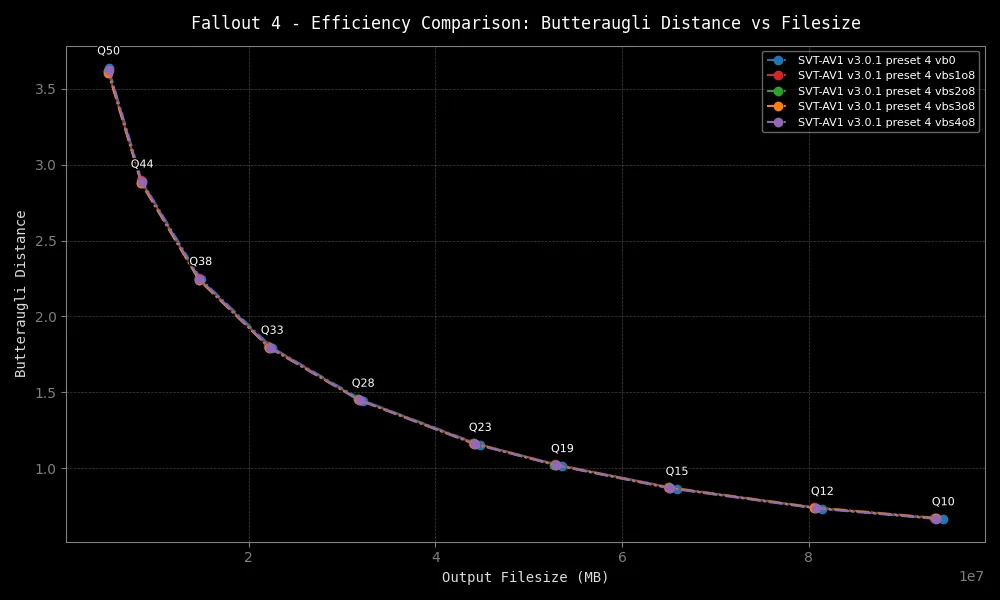 Fallout 4 - Efficiency Comparison: Butteraugli Distance vs Filesize
Q50
SVT-AV1 v3.0.1 preset 4 vb0
SVT-AV1 v3.0.1 preset 4 vbs1o8
SVT-AV1 v3.0.1 preset 4 vbs2o8
SVT-AV1 v3.0.1 preset 4 vbs3o8
SVT-AV1 v3.0.1 preset 4 vbs4o8
3.5
3.0
2.5
2.0
1.5
1.0
Butteraugli Distance
Q44
Q38
Q33
Q28
Q23
Q19
Q15
Q12
Q10
2
4
6
8
1e7
Output Filesize (MB)